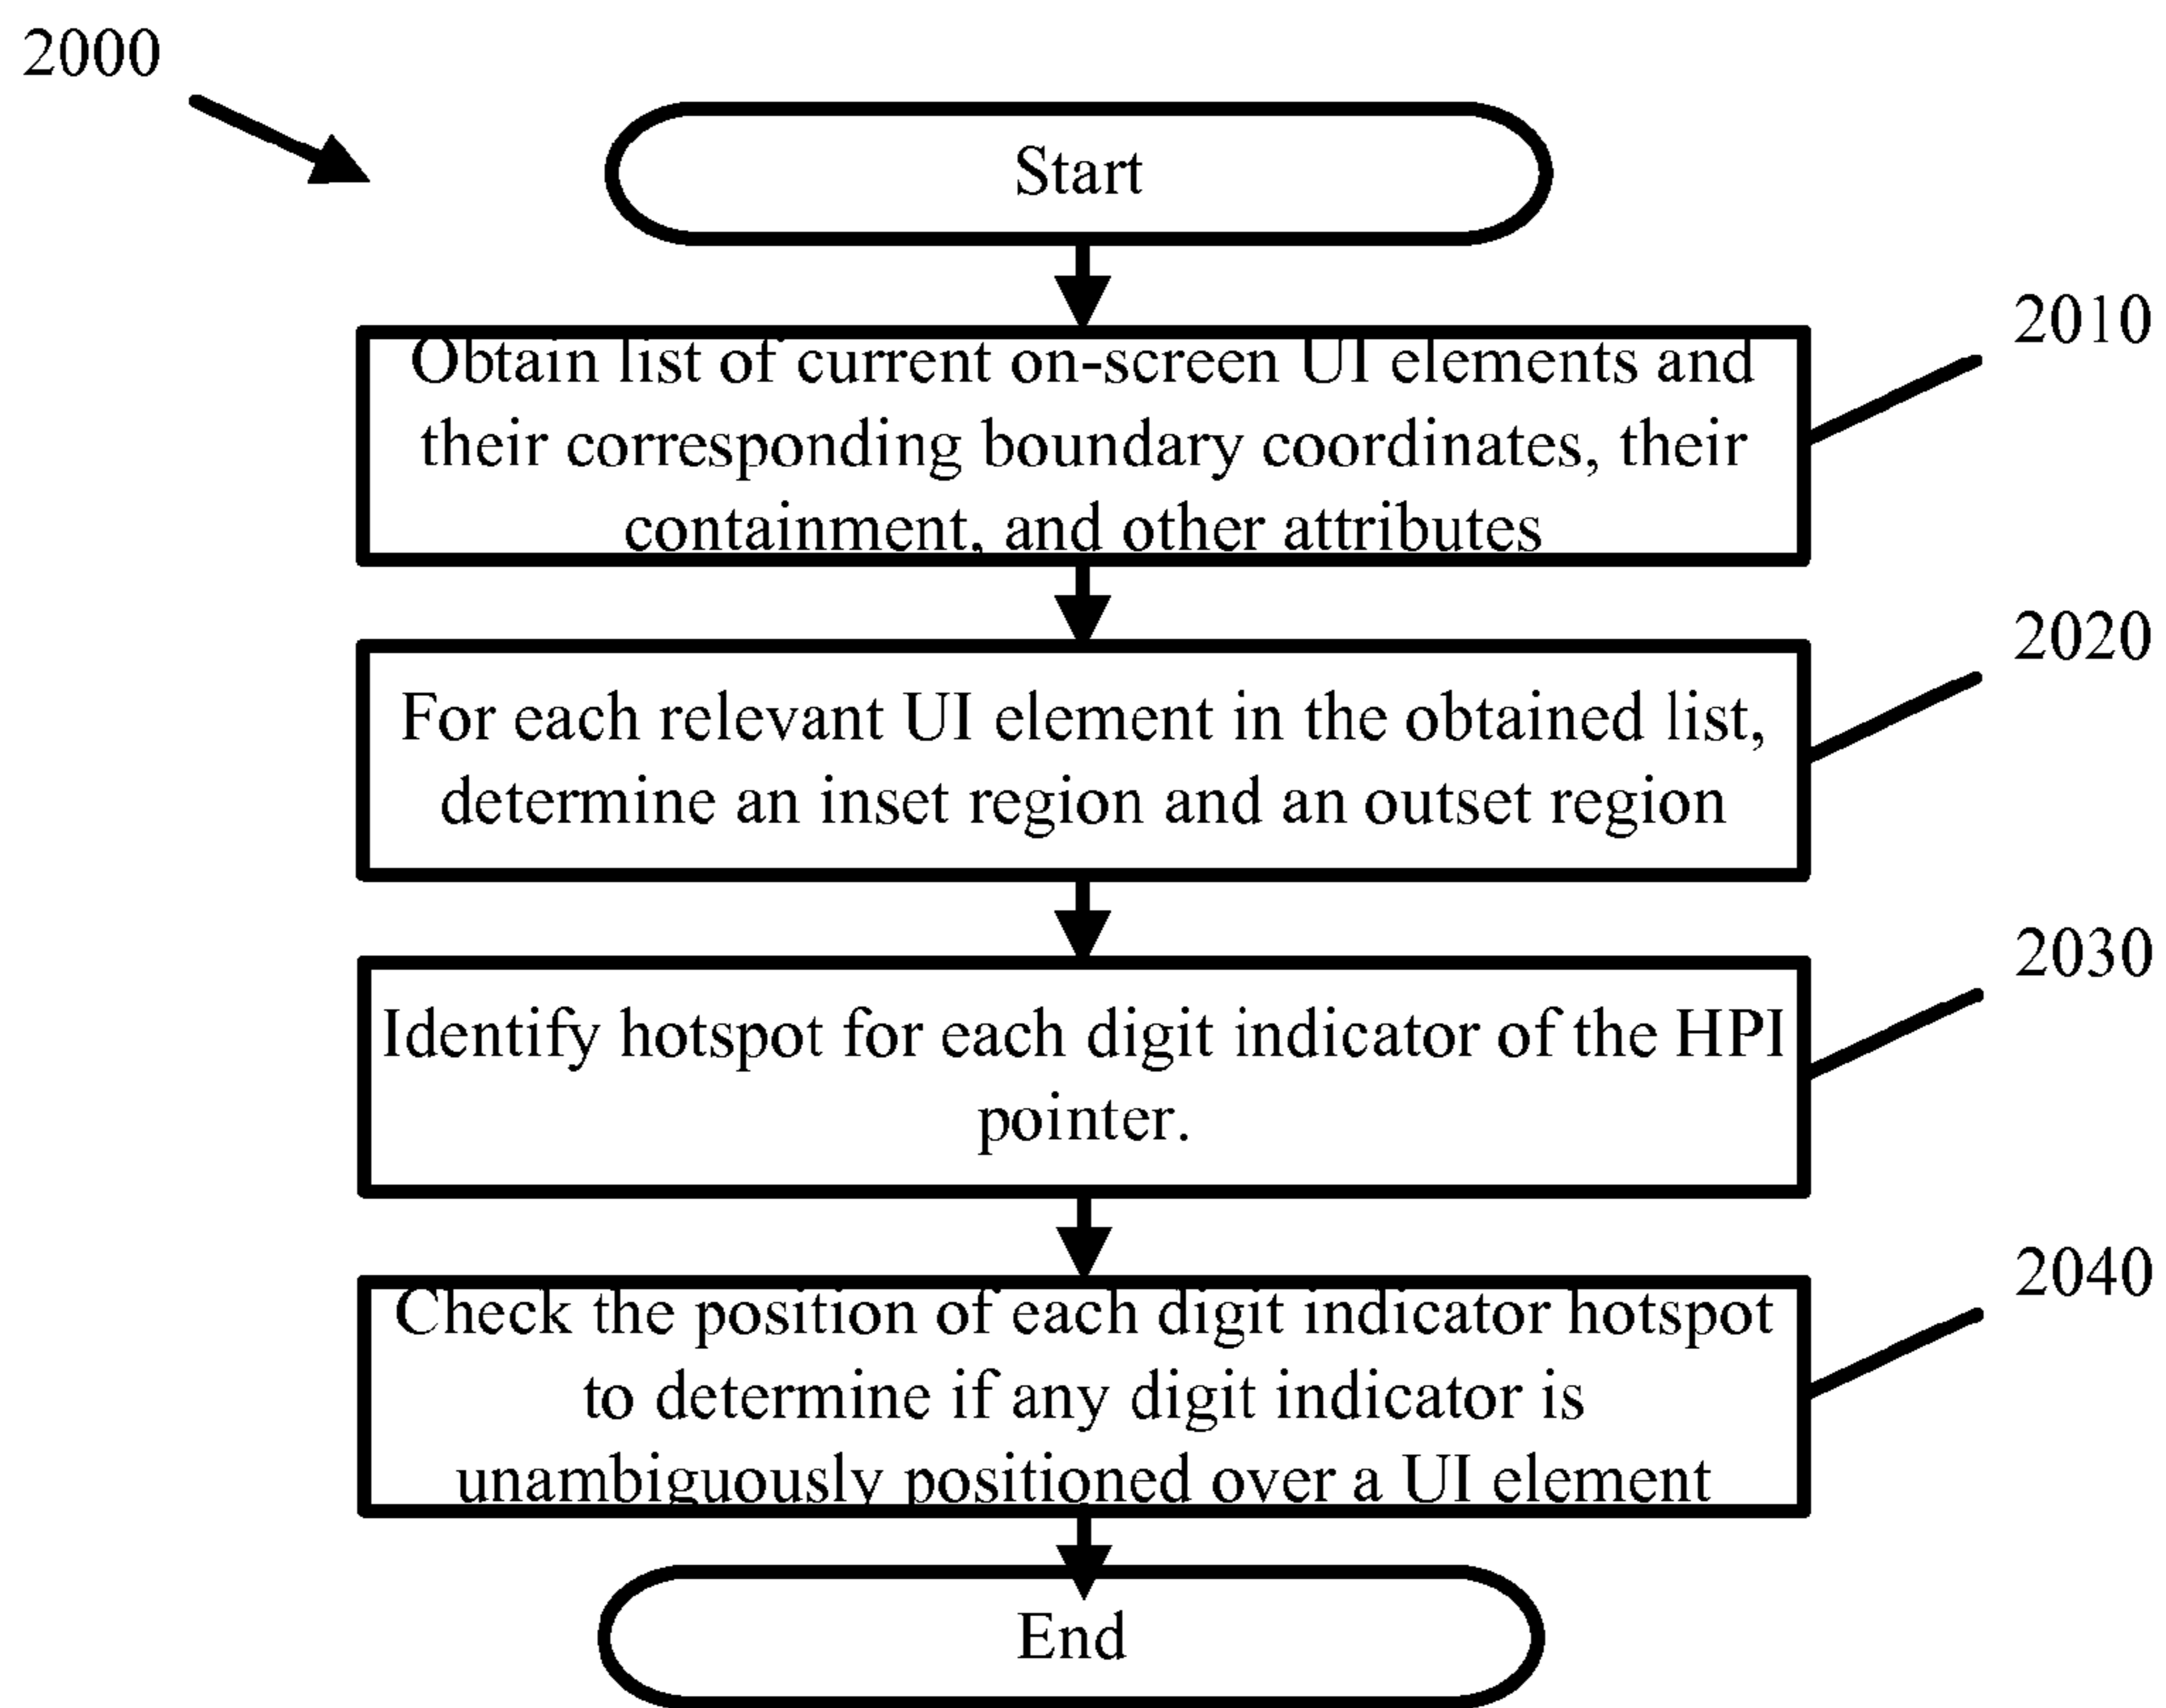 2000
Start
2010
Obtain list of current on-screen UI elements and
their corresponding boundary coordinates, their
containment, and other attributes
2020
For each relevant UI element in the obtained list,
determine an inset region and an outset region
2030
Identify hotspot for each digit indicator of the HPI
pointer.
2040
Check the position of each digit indicator hotspot
to determine if any digit indicator is
unambiguously positioned over a UI element
End